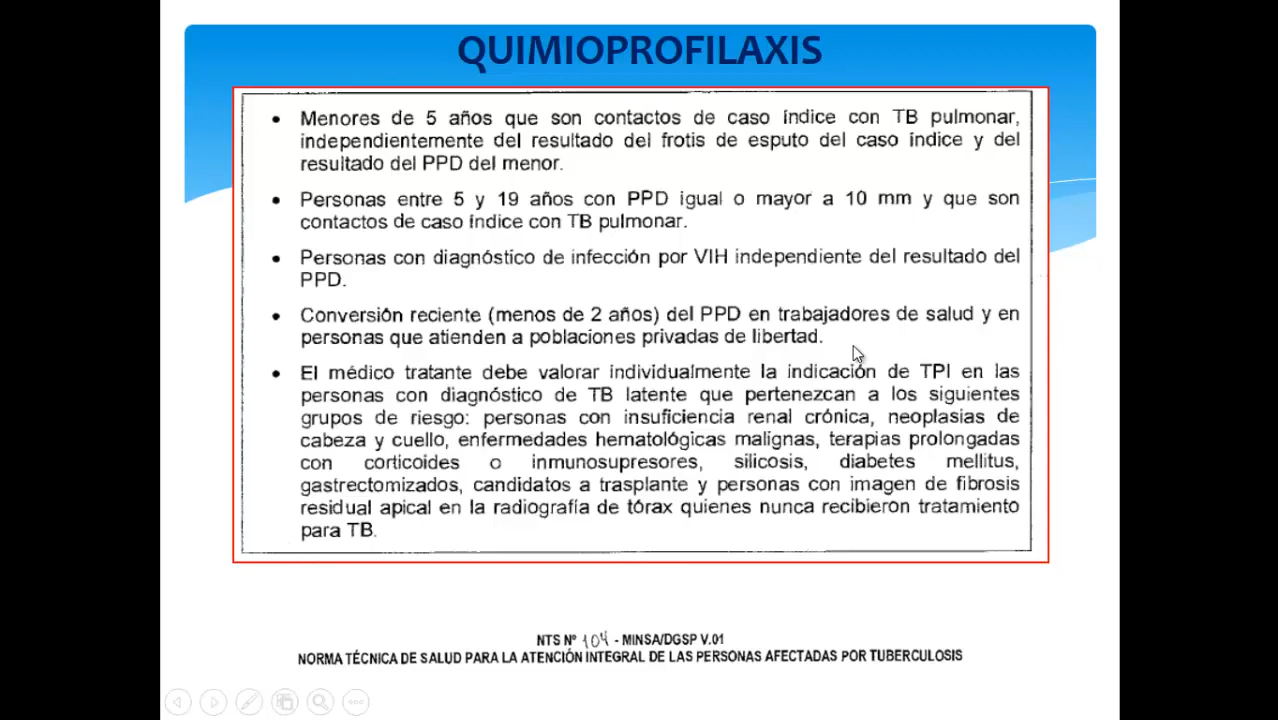 QUIMIOPROFILAXIS
• Menores de 5 años que son contactos de caso índice con TB pulmonar,
independientemente del resultado del frotis de esputo del caso índice y del
resultado del PPD del menor.
• Personas entre 5 y 19 años con PPD igual o mayor a 10 mm y que son
contactos de caso índice con TB pulmonar.
• Personas con diagnóstico de infección por VIH independiente del resultado del
PPD.
• Conversión reciente (menos de 2 años) del PPD en trabajadores de salud y en
personas que atienden a poblaciones privadas de libertad.
• El médico tratante debe valorar individualmente la indicación de TPI en las
personas con diagnóstico de TB latente que pertenezcan a los siguientes
grupos de riesgo: personas con insuficiencia renal crónica, neoplasias de
cabeza y cuello, enfermedades hematológicas malignas, terapias prolongadas
con corticoides o inmunosupresores, silicosis, diabetes mellitus,
gastrectomizados, candidatos a trasplante y personas con imagen de fibrosis
residual apical en la radiografía de tórax quienes nunca recibieron tratamiento
para TB.
NTS Nº 104 - MINSA/DGSP V.01
NORMA TÉCNICA DE SALUD PARA LA ATENCIÓN INTEGRAL DE LAS PERSONAS AFECTADAS POR TUBERCULOSIS